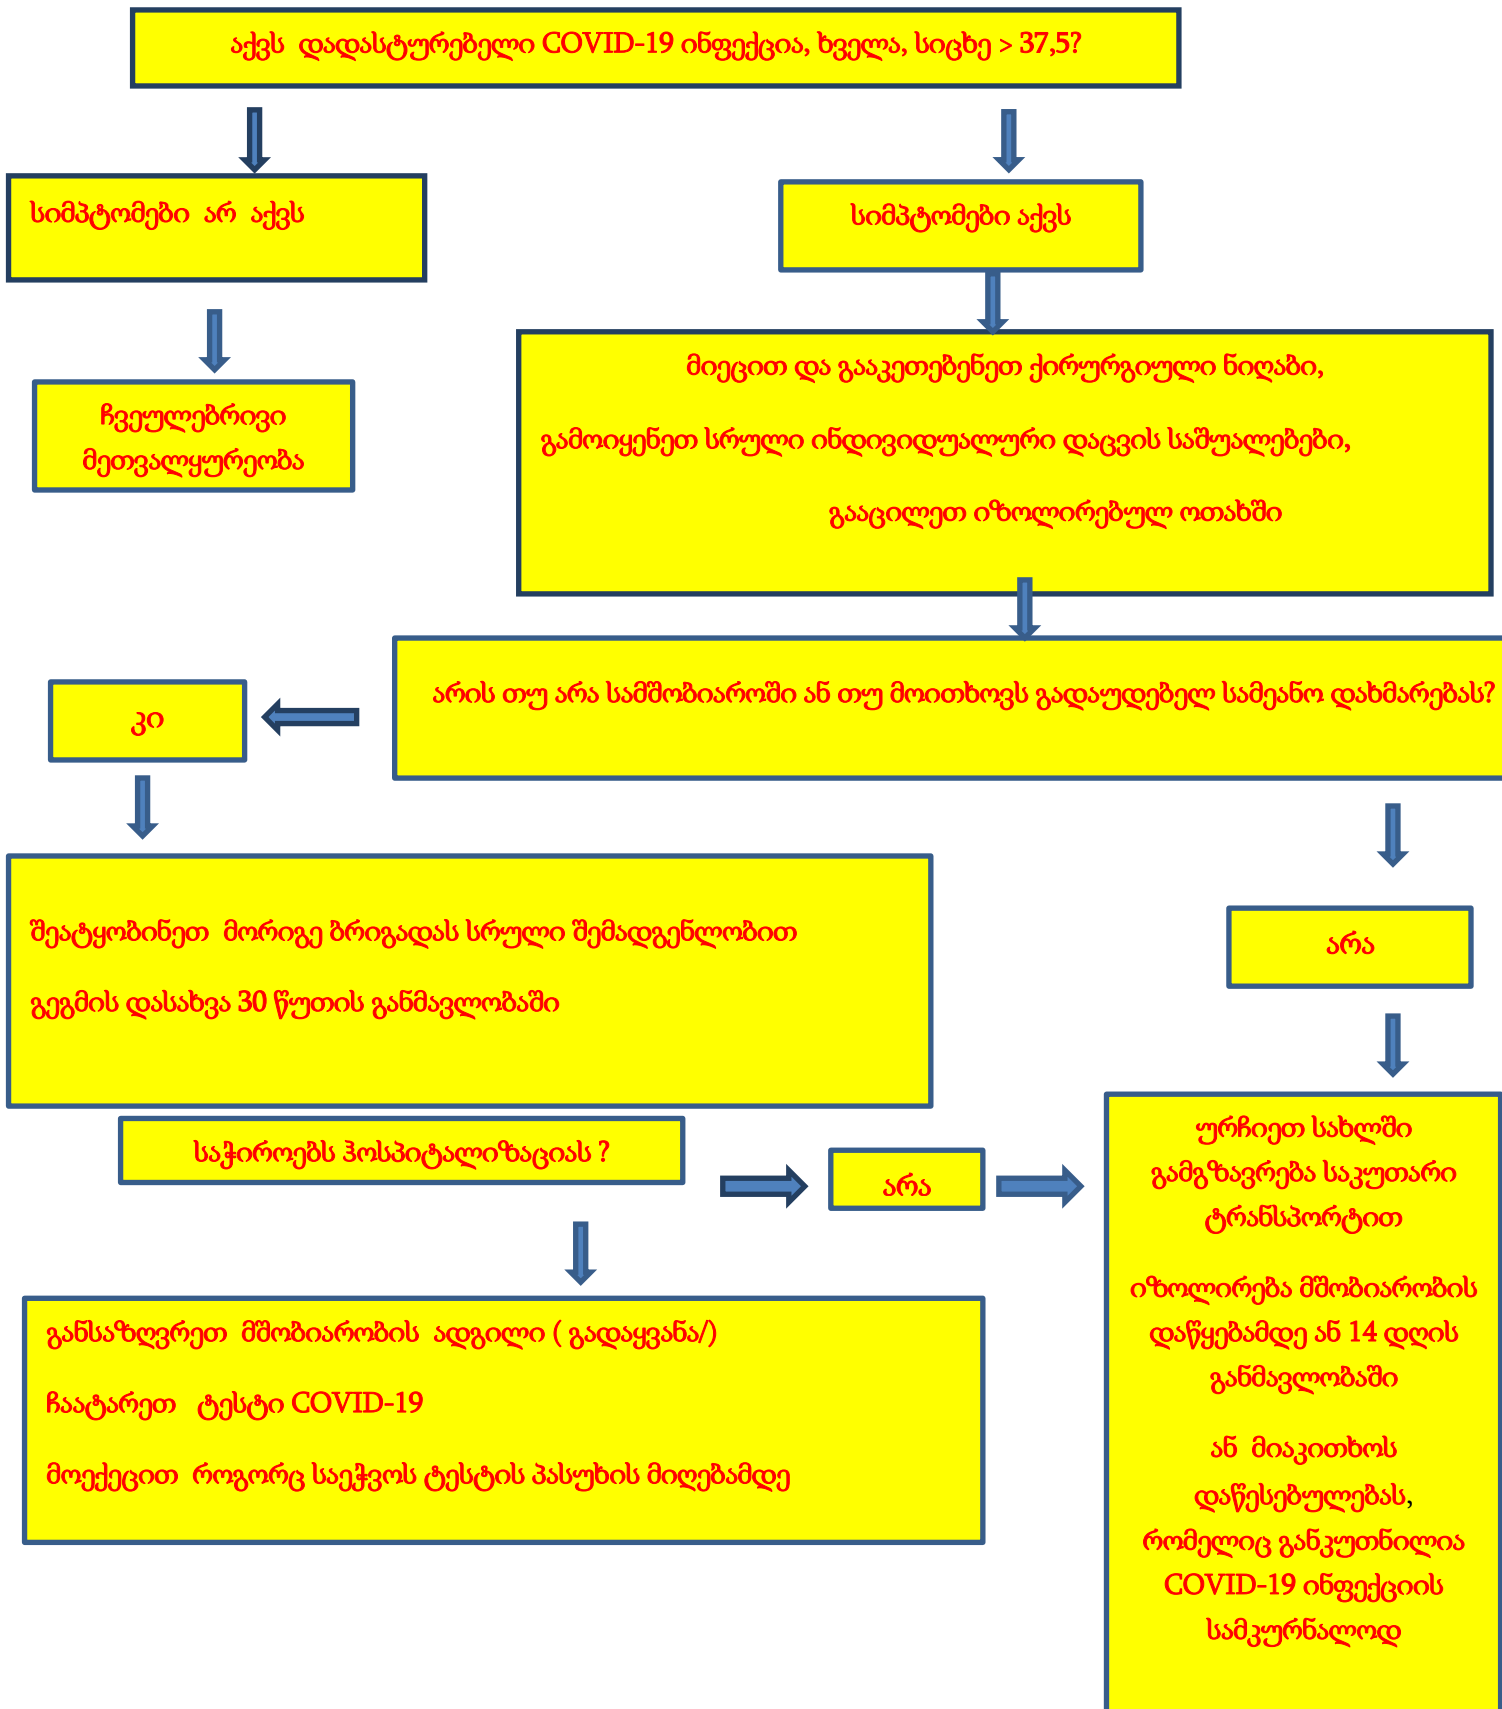 აქვს დადასტურებელი COVID-19 ინფექცია, ხველა, სიცხე > 37,5?
სიმპტომები არ აქვს
სიმპტომები აქვს
ჩვეულებრივი
მეთვალყურეობა
მიეცით და გააკეთებენეთ ქირურგიული ნიღაბი,
გამოიყენეთ სრული ინდივიდუალური დაცვის საშუალებები,
გააცილეთ იზოლირებულ ოთახში
არის თუ არა სამშობიაროში ან თუ მოითხოვს გადაუდებელ სამეანო დახმარებას?
კი
შეატყობინეთ მორიგე ბრიგადას სრული შემადგენლობით
გეგმის დასახვა 30 წუთის განმავლობაში
არა
საჭიროებს ჰოსპიტალიზაციას ?
არა
განსაზღვრეთ მშობიარობის ადგილი ( გადაყვანა/)
ჩაატარეთ ტესტი COVID-19
მოექეცით როგორც საეჭვოს ტესტის პასუხის მიღებამდე
ურჩიეთ სახლში
გამგზავრება საკუთარი
ტრანსპორტით
იზოლირება მშობიარობის
დაწყებამდე ან 14 დღის
განმავლობაში
ან მიაკითხოს
დაწესებულებას,
რომელიც განკუთნილია
COVID-19 ინფექციის
სამკურნალოდ